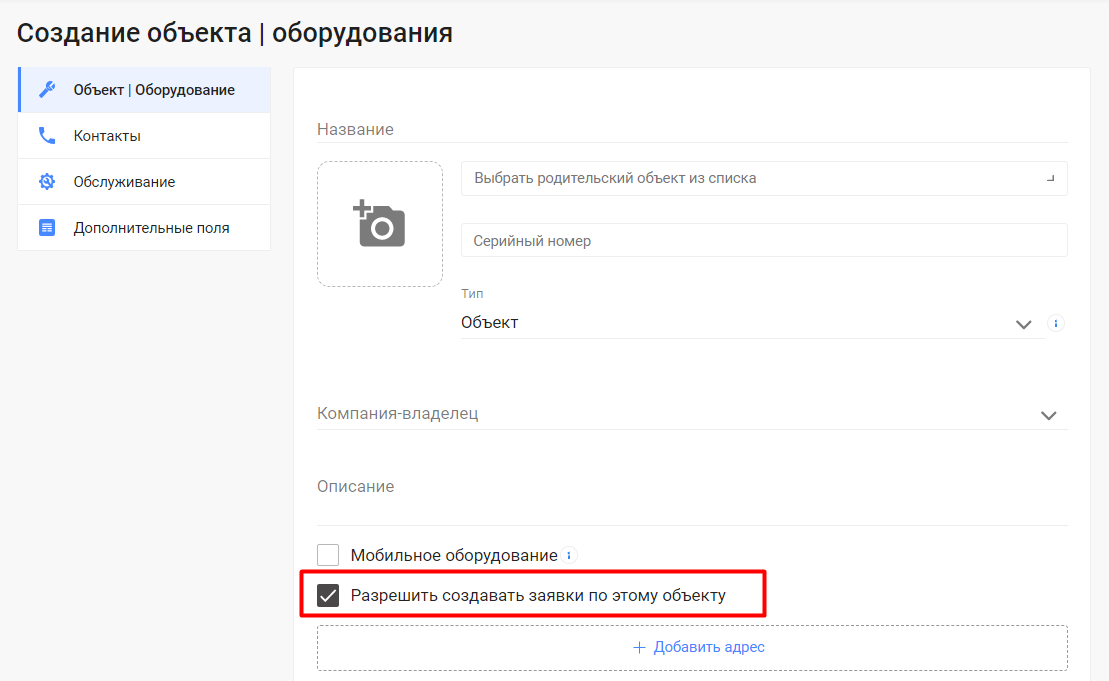 Создание объекта | оборудования
Объект | Оборудование
Контакты
Обслуживание
Дополнительные поля
Название
Выбрать родительский объект из списка
Серийный номер
Тип
Объект
Компания-владелец
Описание
Мобильное оборудование
Разрешить создавать заявки по этому объекту
+ Добавить адрес